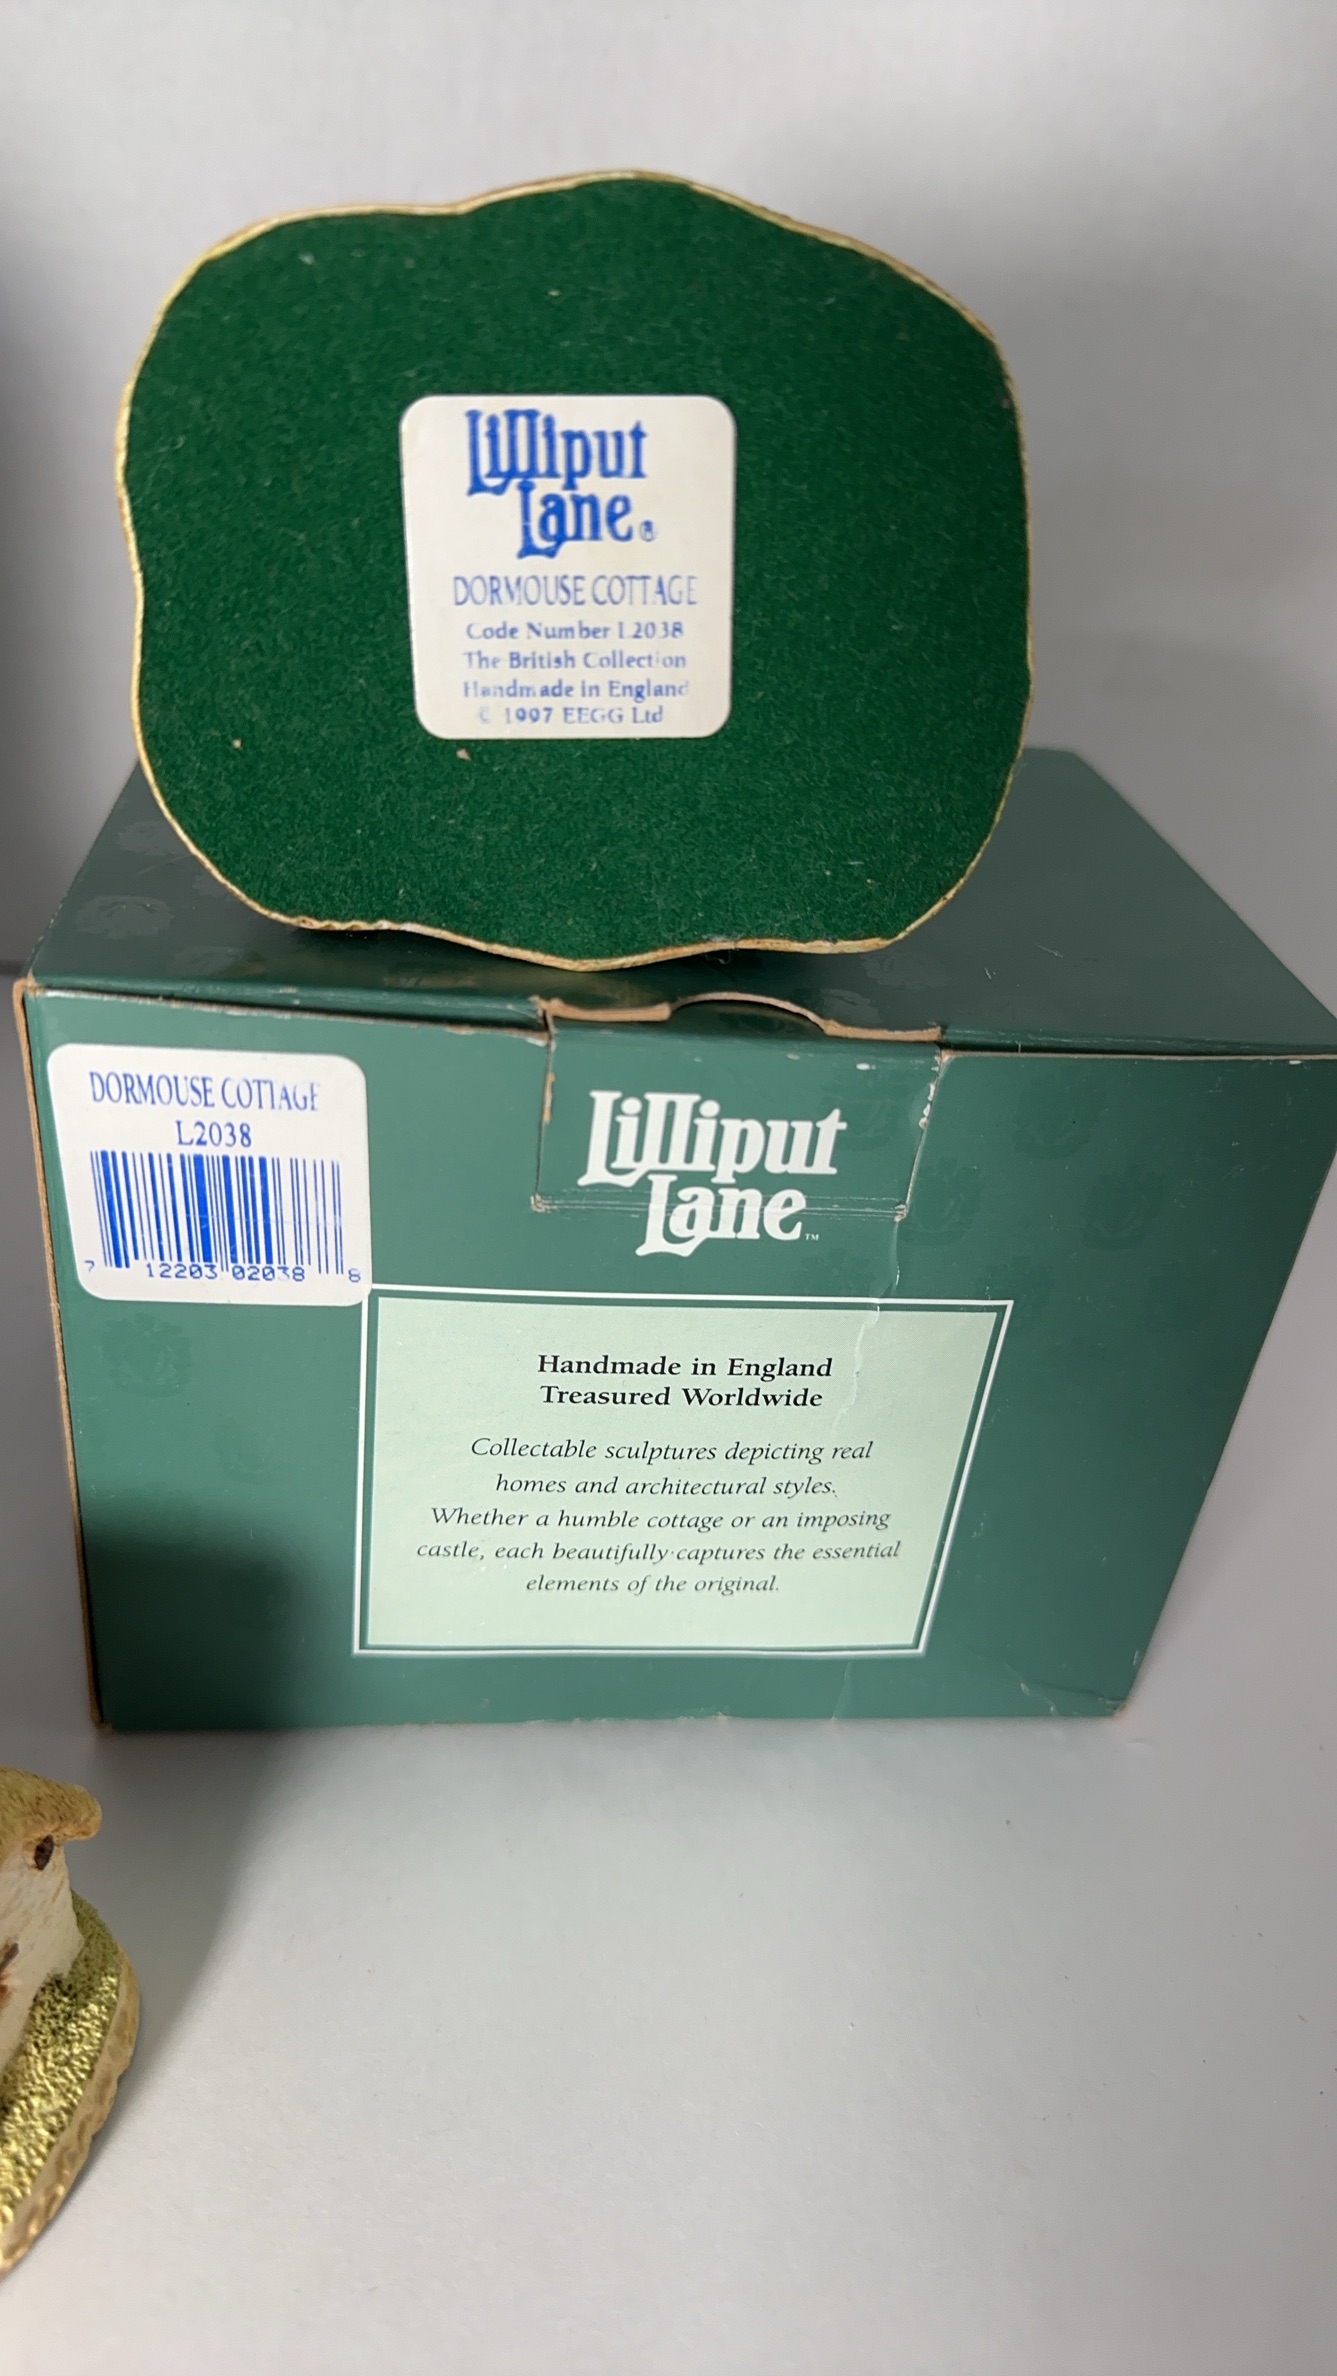 Lilliput
Lane®
DORMOUSE COTTAGE
Code Number L2038
The British Collection
Handmade in England
© 1997 EEGG Ltd
DORMOUSE COTTAGE
L2038
7 12203 02038 8
Lilliput
Lane™
Handmade in England
Treasured Worldwide
Collectable sculptures depicting real
homes and architectural styles.
Whether a humble cottage or an imposing
castle, each beautifully captures the essential
elements of the original.